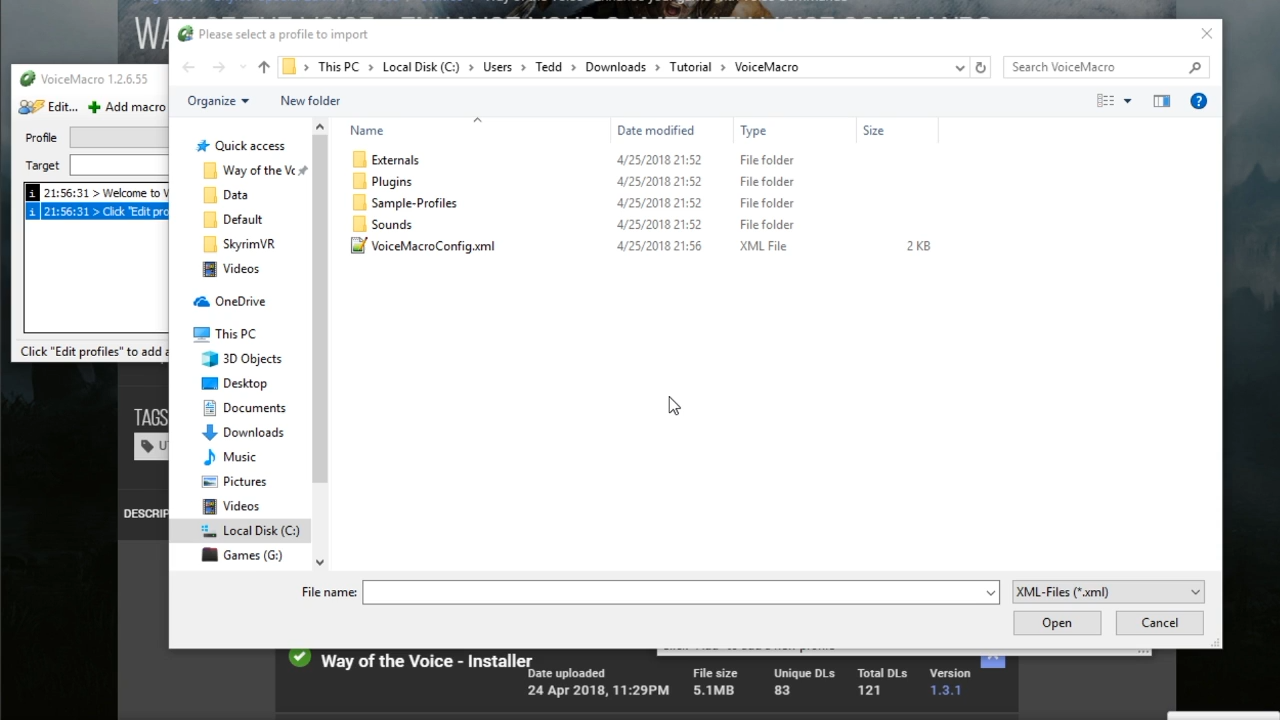 Please select a profile to import
VoiceMacro 1.2.6.55
This PC > Local Disk (C:) > Users > Tedd > Downloads > Tutorial > VoiceMacro
Search VoiceMacro
Edit... Add macro
Organize
New folder
Profile
Target
21:56:31 > Welcome to
21:56:31 > Click "Edit
Click "Edit profiles" to add
Name
Date modified
Type
Size
Externals 4/25/2018 21:52 File folder
Plugins 4/25/2018 21:52 File folder
Sample-Profiles 4/25/2018 21:52 File folder
Sounds 4/25/2018 21:52 File folder
VoiceMacroConfig.xml 4/25/2018 21:56 XML File 2 KB
Quick access
Way of the Vo
Data
Default
SkyrimVR
Videos
OneDrive
This PC
3D Objects
Desktop
Documents
Downloads
Music
Pictures
Videos
Local Disk (C:)
Games (G:)
TAGS
DESCRIP
File name:
XML-Files (*.xml)
Open
Cancel
Way of the Voice - Installer
Date uploaded
24 Apr 2018, 11:29PM
File size
5.1MB
Unique DLs
83
Total DLs
121
Version
1.3.1